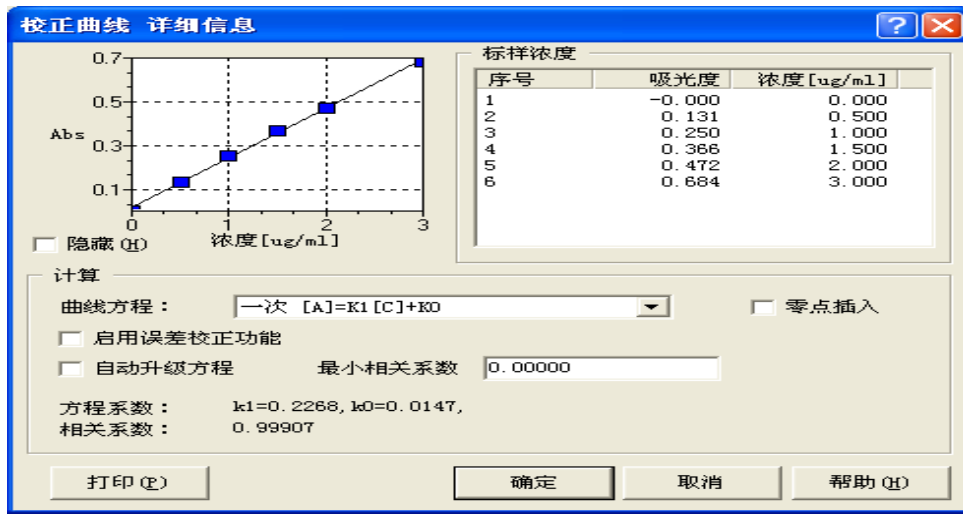 校正曲线 详细信息
0.7
0.5
Abs
0.3
0.1
0 1 2 3
浓度[ug/ml]
隐藏(H)
标样浓度
序号 吸光度 浓度[ug/ml]
1 -0.000 0.000
2 0.131 0.500
3 0.250 1.000
4 0.366 1.500
5 0.472 2.000
6 0.684 3.000
计算
曲线方程： 一次 [A]=K1[C]+K0 零点插入
启用误差校正功能
自动升级方程 最小相关系数 0.00000
方程系数： k1=0.2268,k0=0.0147,
相关系数： 0.99907
打印(P) 确定 取消 帮助(H)